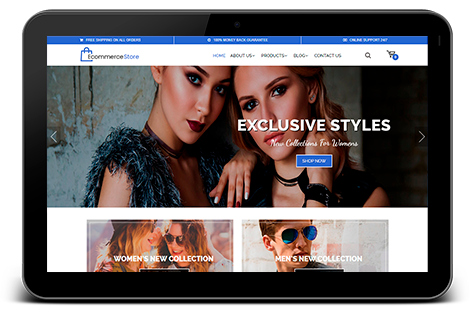 FREE SHIPPING ON ALL ORDERS
100% MONEY BACK GUARANTEE
ONLINE SUPPORT 24/7
EcommerceStore
HOME ABOUT US PRODUCTS BLOG CONTACT US
0
EXCLUSIVE STYLES
New Collections For Womens
SHOP NOW
WOMEN'S NEW COLLECTION
MEN'S NEW COLLECTION